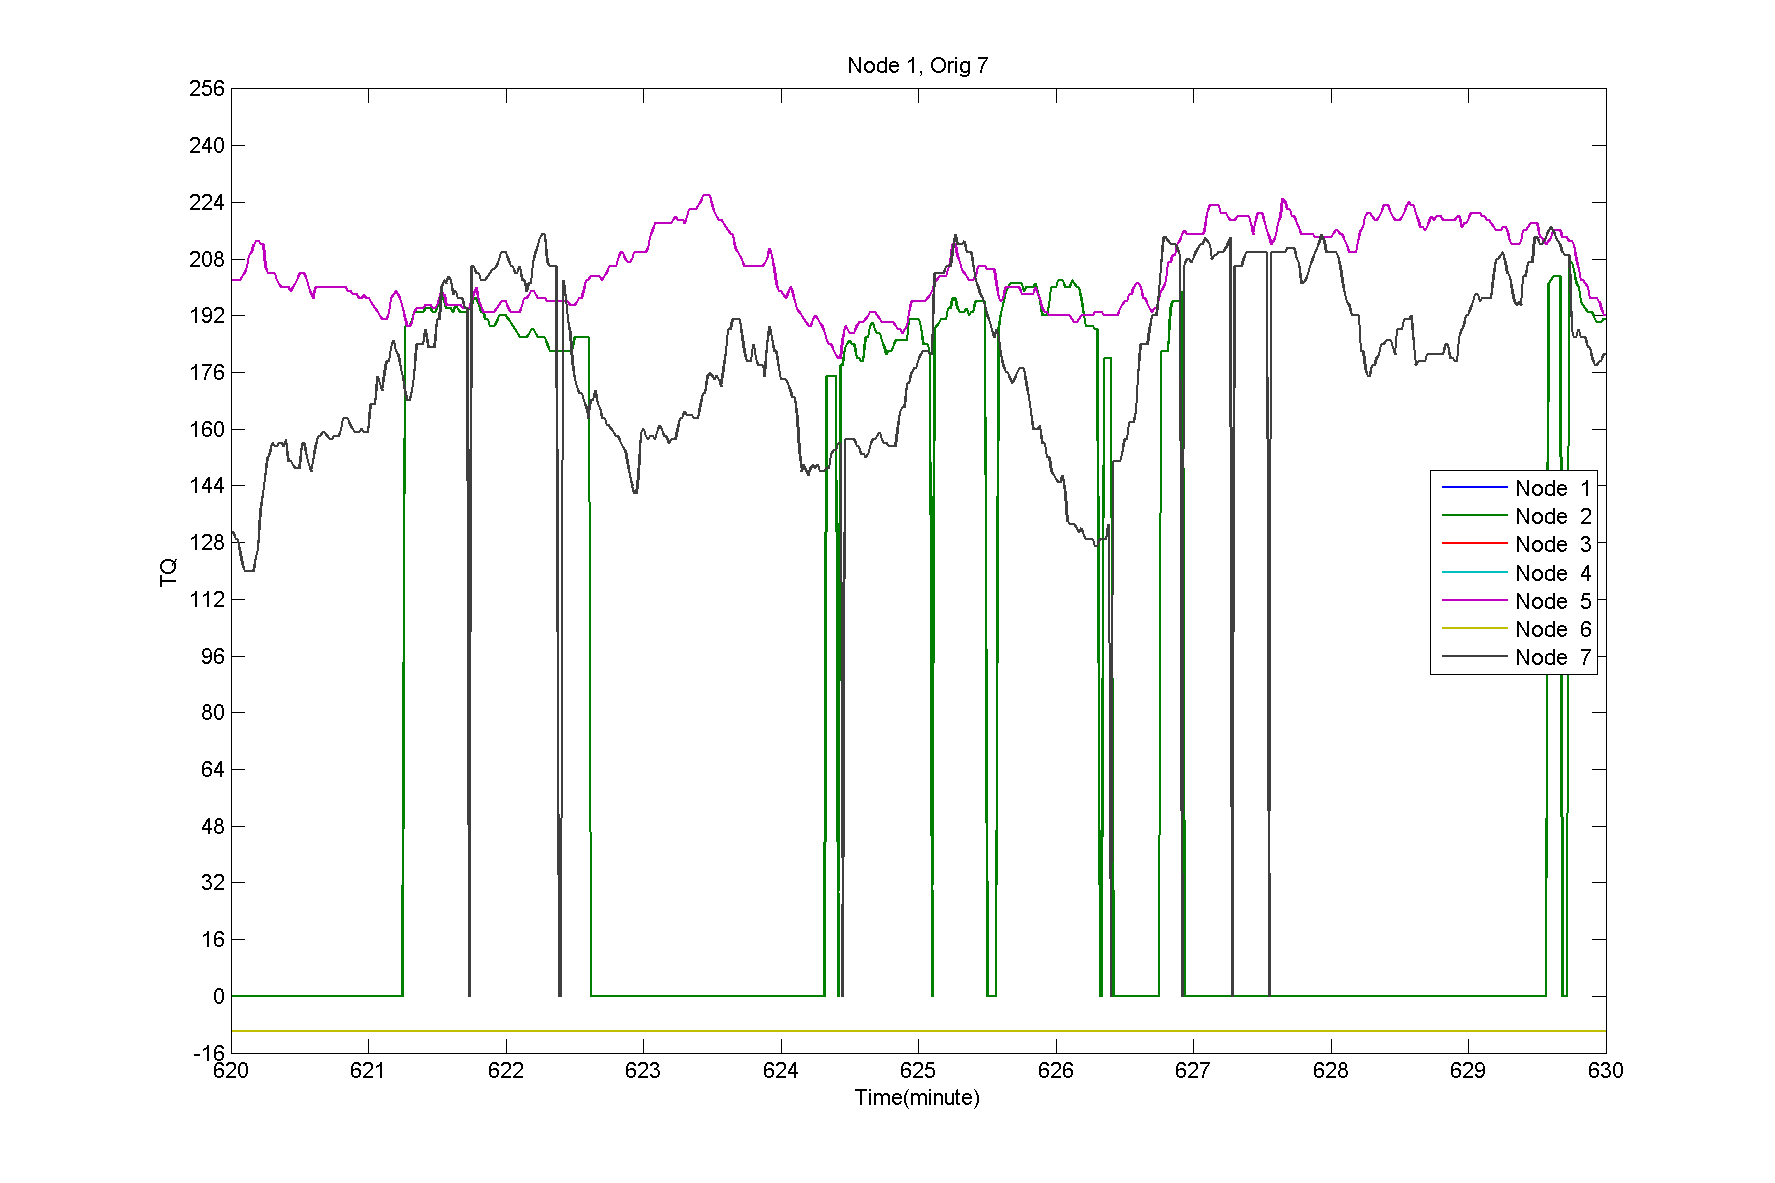 Node 1, Orig 7
256
240
224
208
192
176
160
144
128
112
96
80
64
48
32
16
0
-16
TQ
620 621 622 623 624 625 626 627 628 629 630
Time(minute)
Node 1
Node 2
Node 3
Node 4
Node 5
Node 6
Node 7